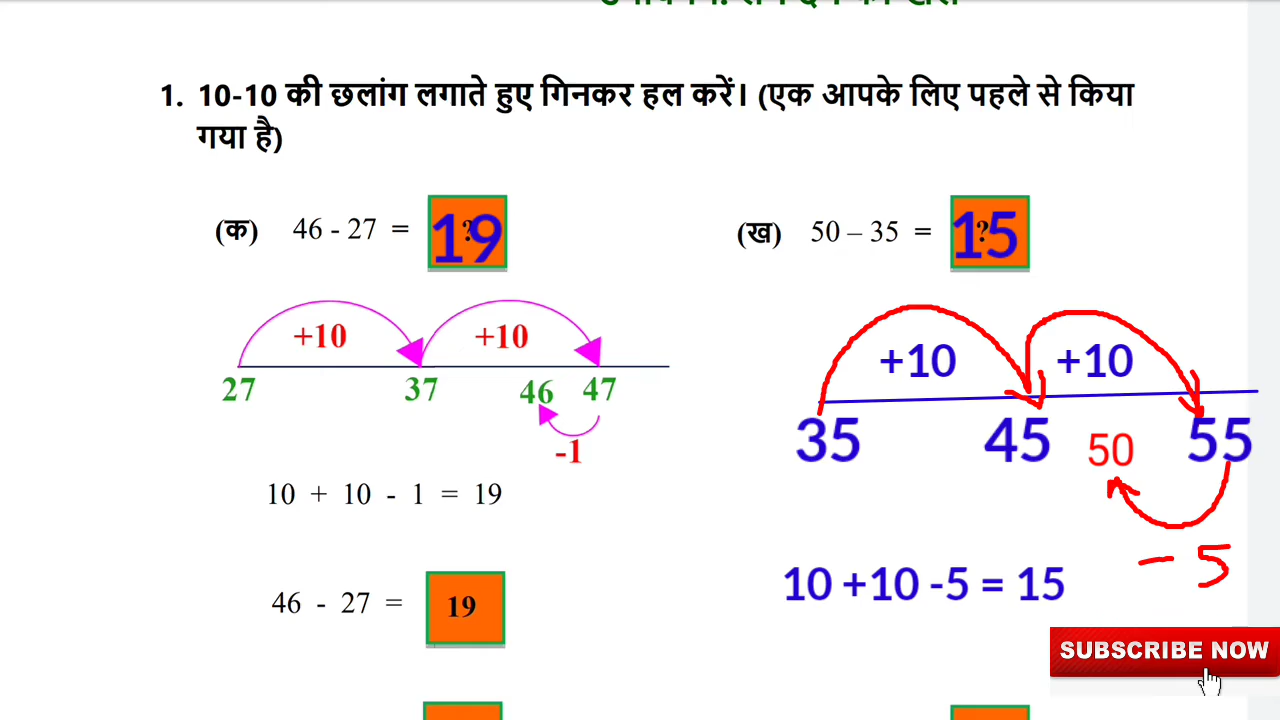 1. 10-10 की छलांग लगाते हुए गिनकर हल करें। (एक आपके लिए पहले से किया
गया है)
(क) 46 - 27 = 19 ?
(ख) 50 – 35 = 15 ?
+10 +10
27 37 46 47
-1
10 + 10 - 1 = 19
46 - 27 = 19
+10 +10
35 45 50 55
- 5
10 +10 -5 = 15
SUBSCRIBE NOW